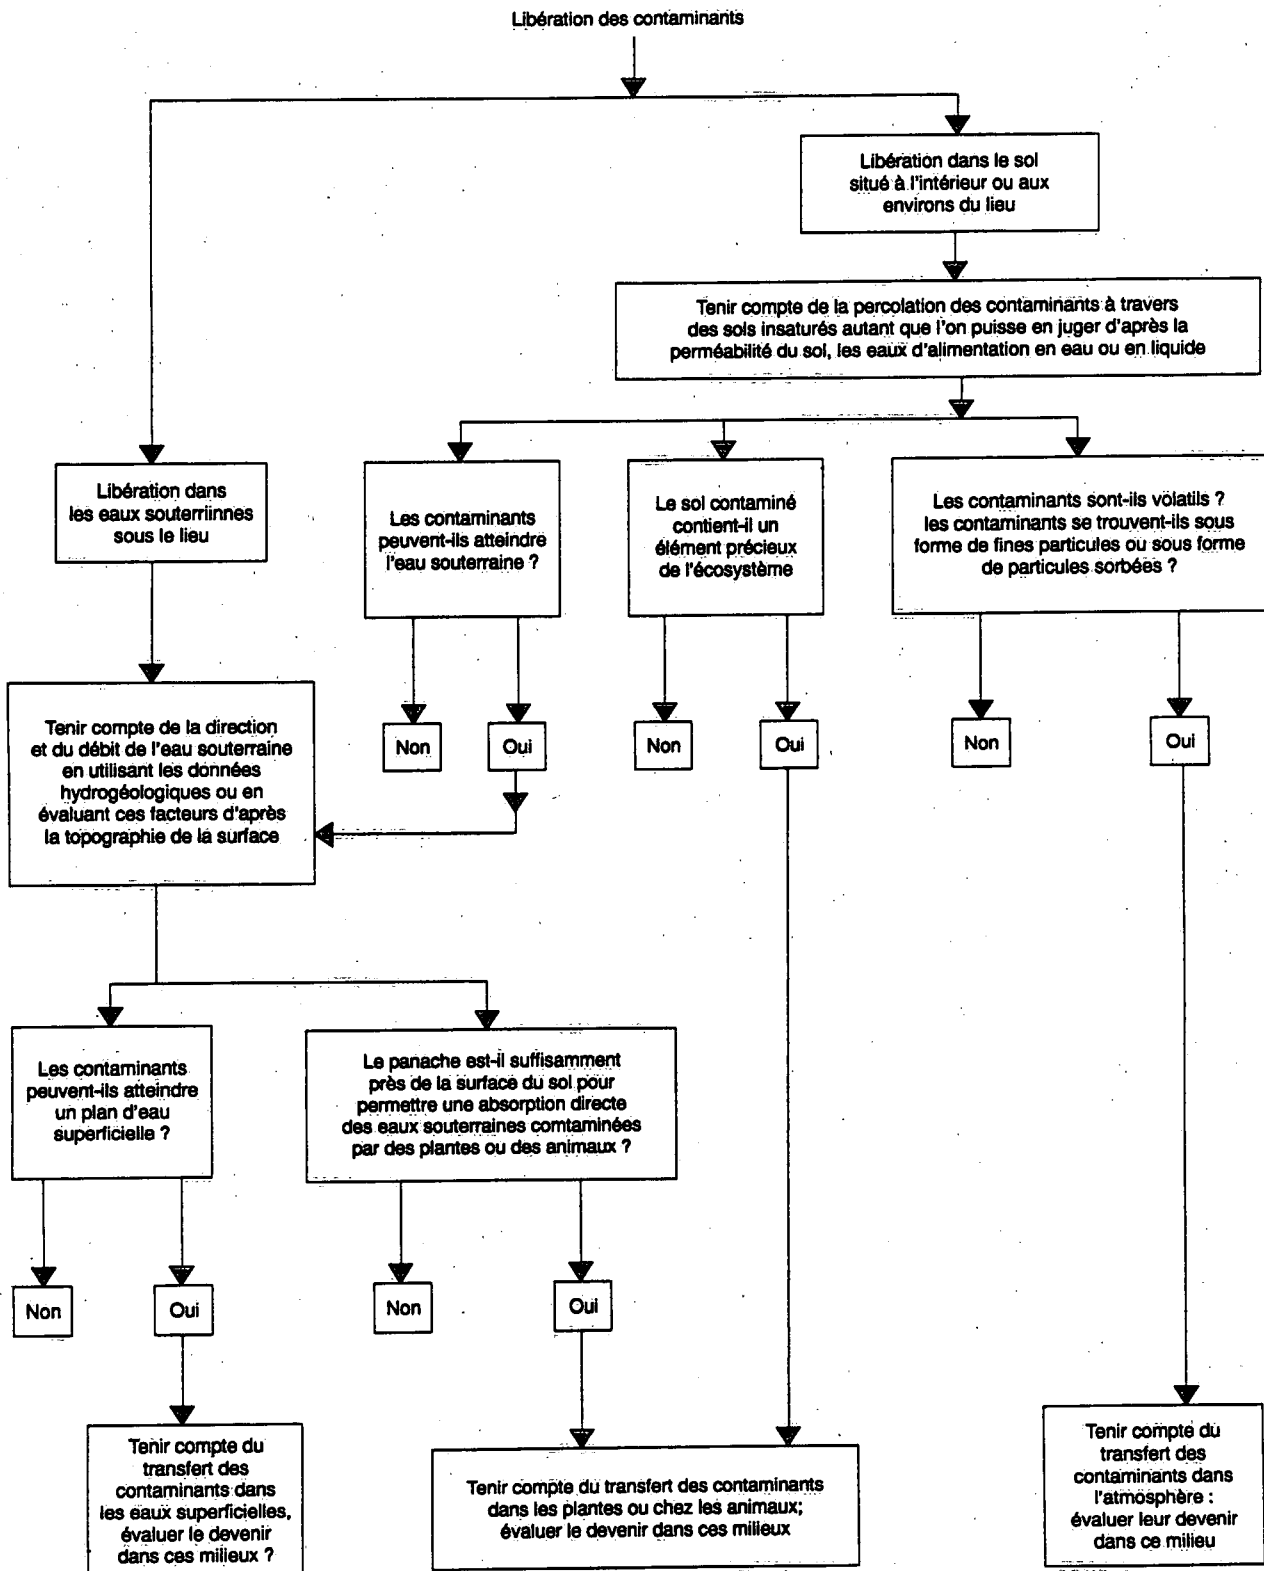 Libération des contaminants
Libération dans le sol
situé à l'intérieur ou aux
environs du lieu
Tenir compte de la percolation des contaminants à travers
des sols insaturés autant que l'on puisse en juger d'après la
perméabilité du sol, les eaux d'alimentation en eau ou en liquide
Libération dans
les eaux souterriinnes
sous le lieu
Les contaminants
peuvent-ils atteindre
l'eau souterraine ?
Le sol contaminé
contient-il un
élément précieux
de l'écosystème
Les contaminants sont-ils volatils ?
les contaminants se trouvent-ils sous
forme de fines particules ou sous forme
de particules sorbées ?
Non
Oui
Non
Oui
Non
Oui
Tenir compte de la direction
et du débit de l'eau souterraine
en utilisant les données
hydrogéologiques ou en
évaluant ces facteurs d'après
la topographie de la surface
Les contaminants
peuvent-ils atteindre
un plan d'eau
superficielle ?
Le panache est-il suffisamment
près de la surface du sol pour
permettre une absorption directe
des eaux souterraines comtaminées
par des plantes ou des animaux ?
Non
Oui
Non
Oui
Tenir compte du
transfert des
contaminants dans
les eaux superficielles,
évaluer le devenir
dans ces milieux ?
Tenir compte du transfert des contaminants
dans les plantes ou chez les animaux;
évaluer le devenir dans ces milieux
Tenir compte du
transfert des
contaminants dans
l'atmosphère :
évaluer leur devenir
dans ce milieu